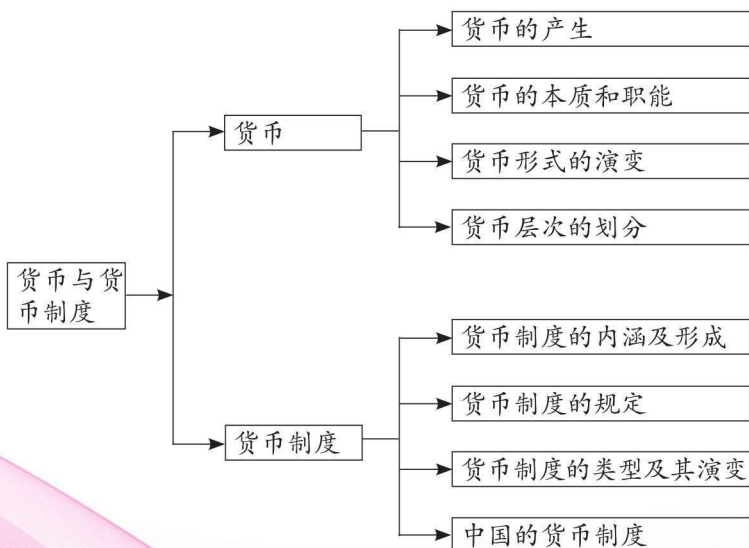 货币的产生
货币的本质和职能
货币
货币形式的演变
货币层次的划分
货币与货
币制度
货币制度的内涵及形成
货币制度的规定
货币制度
货币制度的类型及其演变
中国的货币制度